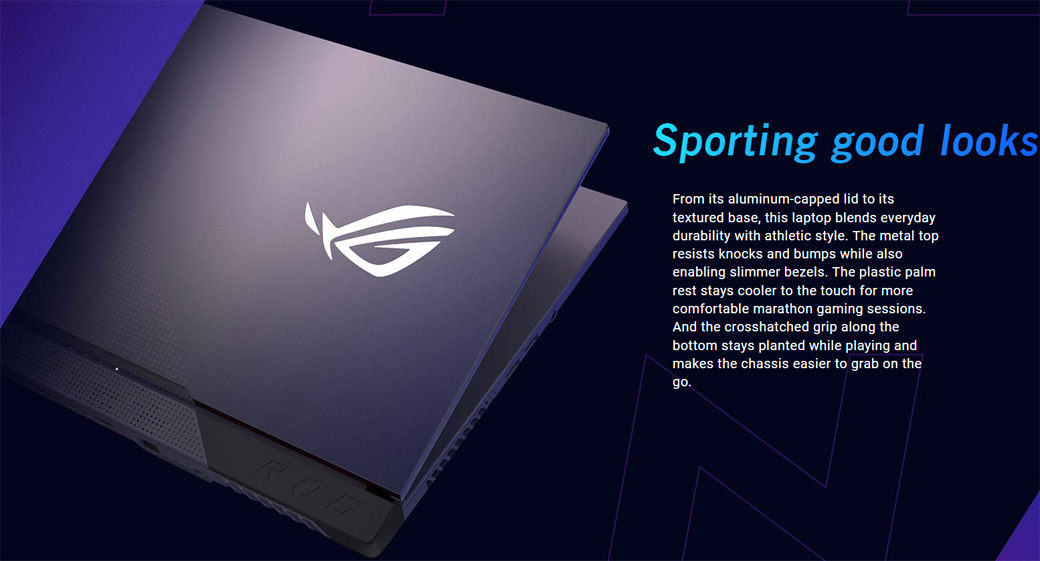 Sporting good looks
From its aluminum-capped lid to its
textured base, this laptop blends everyday
durability with athletic style. The metal top
resists knocks and bumps while also
enabling slimmer bezels. The plastic palm
rest stays cooler to the touch for more
comfortable marathon gaming sessions.
And the crosshatched grip along the
bottom stays planted while playing and
makes the chassis easier to grab on the
go.
ROG